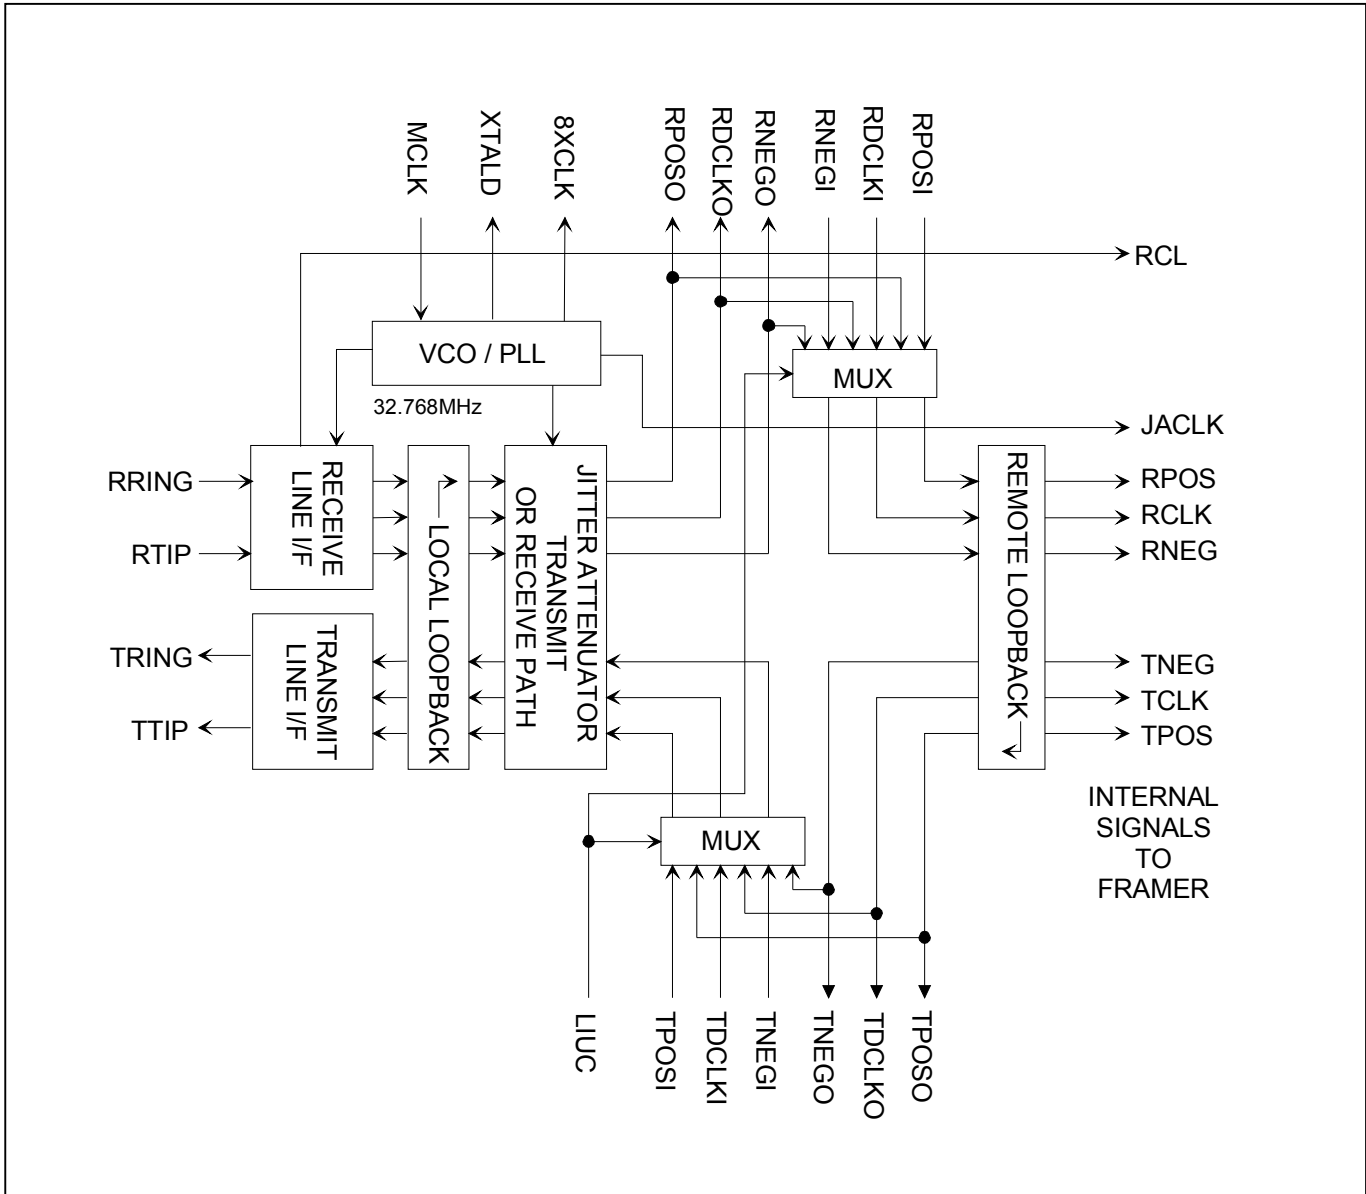 MCLK
XTALD
8XCLK
RPOSO
RDCLKO
RNEGO
RNEGI
RDCLKI
RPOSI
RCL
VCO / PLL
32.768MHz
MUX
JACLK
RRING
RTIP
RECEIVE
LINE I/F
LOCAL LOOPBACK
JITTER ATTENUATOR
TRANSMIT
OR RECEIVE PATH
REMOTE LOOPBACK
RPOS
RCLK
RNEG
TRING
TTIP
TRANSMIT
LINE I/F
TNEG
TCLK
TPOS
INTERNAL
SIGNALS
TO
FRAMER
MUX
LIUC
TPOSI
TDCLKI
TNEGI
TNEGO
TDCLKO
TPOSO